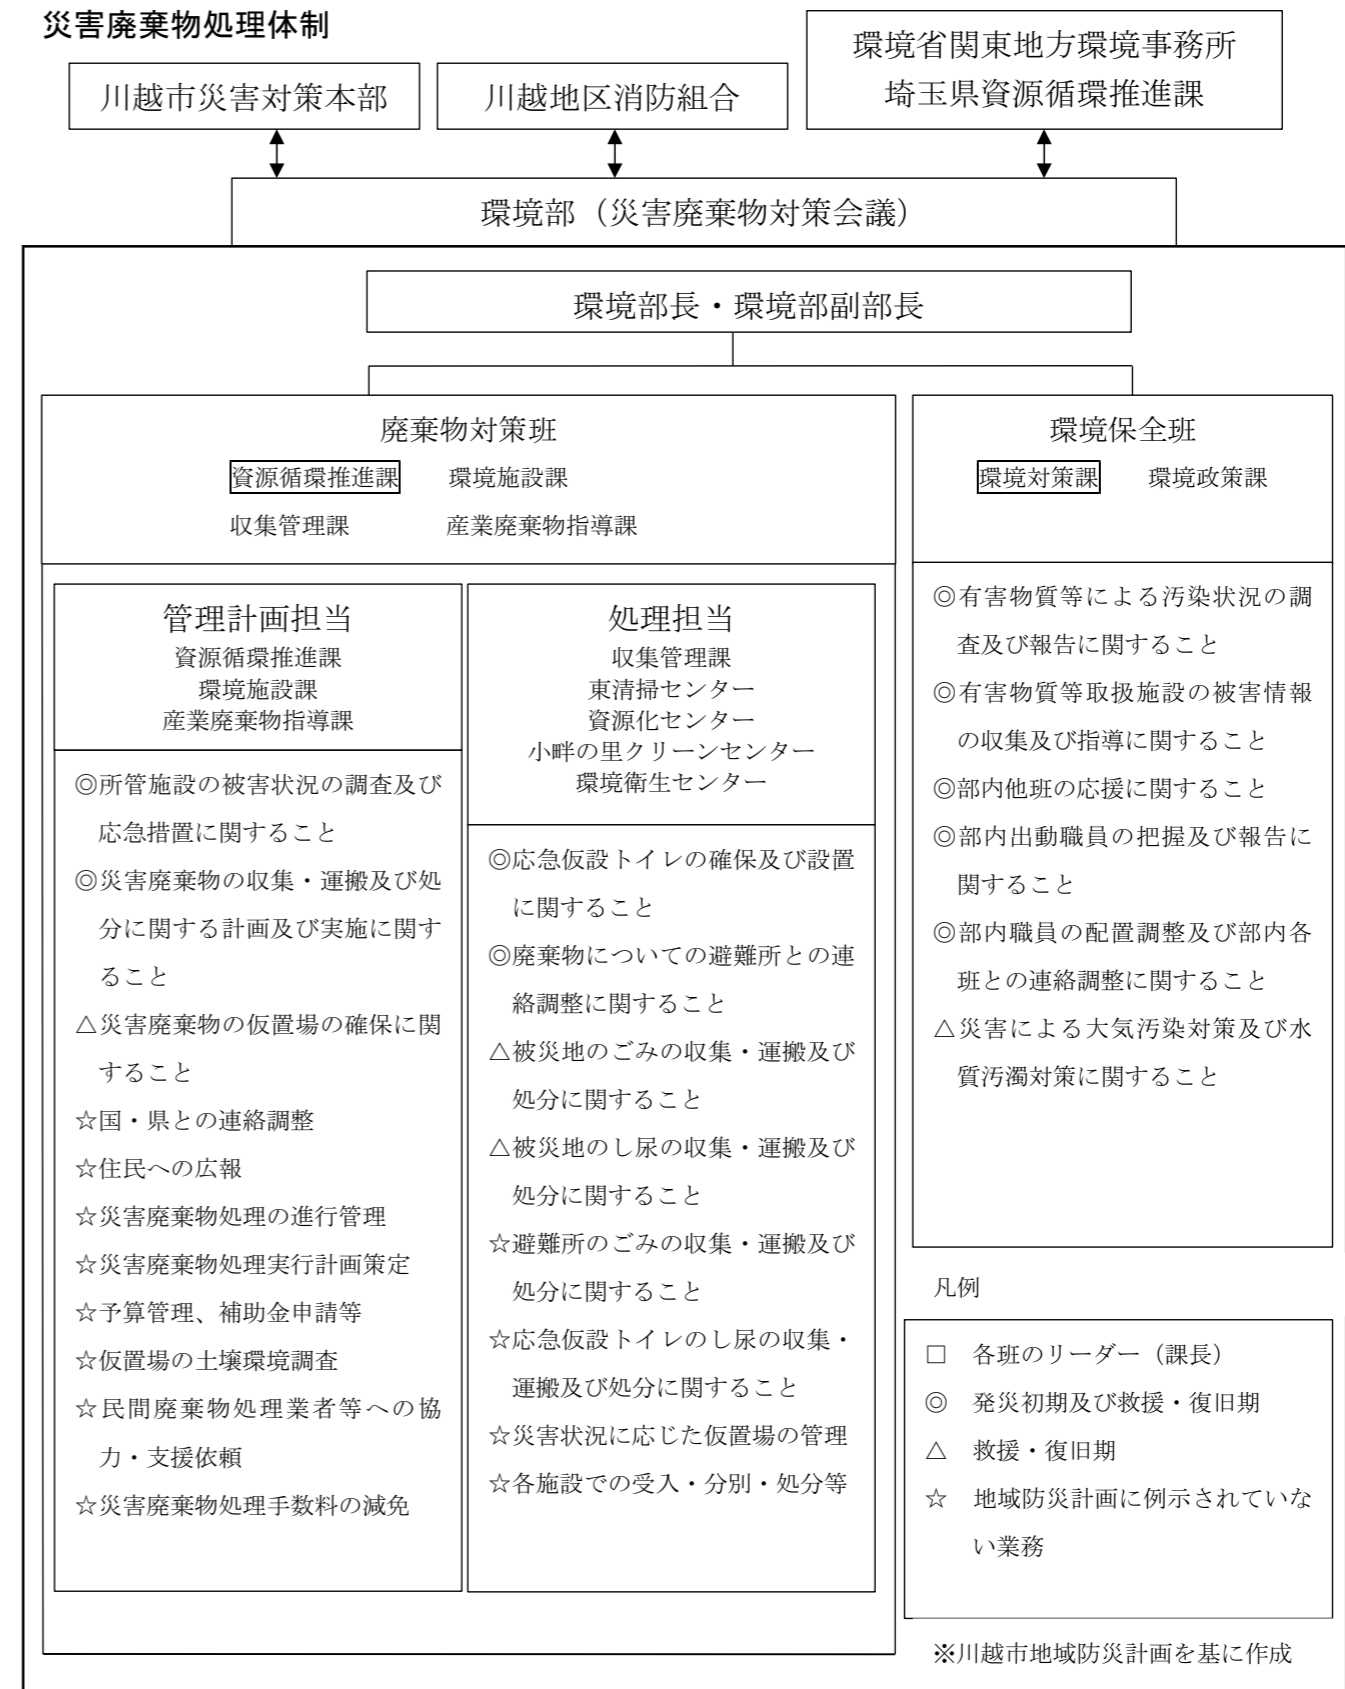 災害廃棄物処理体制
川越市災害対策本部
川越地区消防組合
環境省関東地方環境事務所
埼玉県資源循環推進課
環境部（災害廃棄物対策会議）
環境部長・環境部副部長
廃棄物対策班
資源循環推進課 環境施設課
収集管理課 産業廃棄物指導課
管理計画担当
資源循環推進課
環境施設課
産業廃棄物指導課
◎所管施設の被害状況の調査及び
応急措置に関すること
◎災害廃棄物の収集・運搬及び処
分に関する計画及び実施に関す
ること
△災害廃棄物の仮置場の確保に関
すること
☆国・県との連絡調整
☆住民への広報
☆災害廃棄物処理の進行管理
☆災害廃棄物処理実行計画策定
☆予算管理、補助金申請等
☆仮置場の土壌環境調査
☆民間廃棄物処理業者等への協
力・支援依頼
☆災害廃棄物処理手数料の減免
処理担当
収集管理課
東清掃センター
資源化センター
小畔の里クリーンセンター
環境衛生センター
◎応急仮設トイレの確保及び設置
に関すること
◎廃棄物についての避難所との連
絡調整に関すること
△被災地のごみの収集・運搬及び
処分に関すること
△被災地のし尿の収集・運搬及び
処分に関すること
☆避難所のごみの収集・運搬及び
処分に関すること
☆応急仮設トイレのし尿の収集・
運搬及び処分に関すること
☆災害状況に応じた仮置場の管理
☆各施設での受入・分別・処分等
環境保全班
環境対策課 環境政策課
◎有害物質等による汚染状況の調
査及び報告に関すること
◎有害物質等取扱施設の被害情報
の収集及び指導に関すること
◎部内他班の応援に関すること
◎部内出動職員の把握及び報告に
関すること
◎部内職員の配置調整及び部内各
班との連絡調整に関すること
△災害による大気汚染対策及び水
質汚濁対策に関すること
凡例
□ 各班のリーダー（課長）
◎ 発災初期及び救援・復旧期
△ 救援・復旧期
☆ 地域防災計画に例示されていな
い業務
※川越市地域防災計画を基に作成